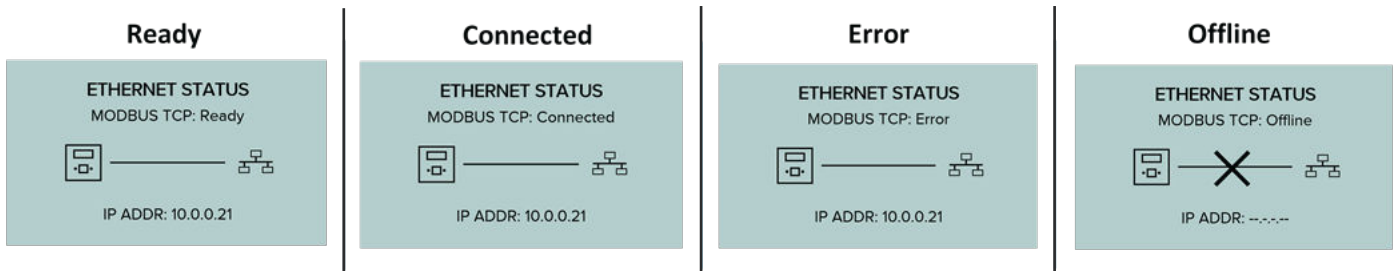 Ready
ETHERNET STATUS
MODBUS TCP: Ready
IP ADDR: 10.0.0.21
Connected
ETHERNET STATUS
MODBUS TCP: Connected
IP ADDR: 10.0.0.21
Error
ETHERNET STATUS
MODBUS TCP: Error
IP ADDR: 10.0.0.21
Offline
ETHERNET STATUS
MODBUS TCP: Offline
IP ADDR: --.-.-.--